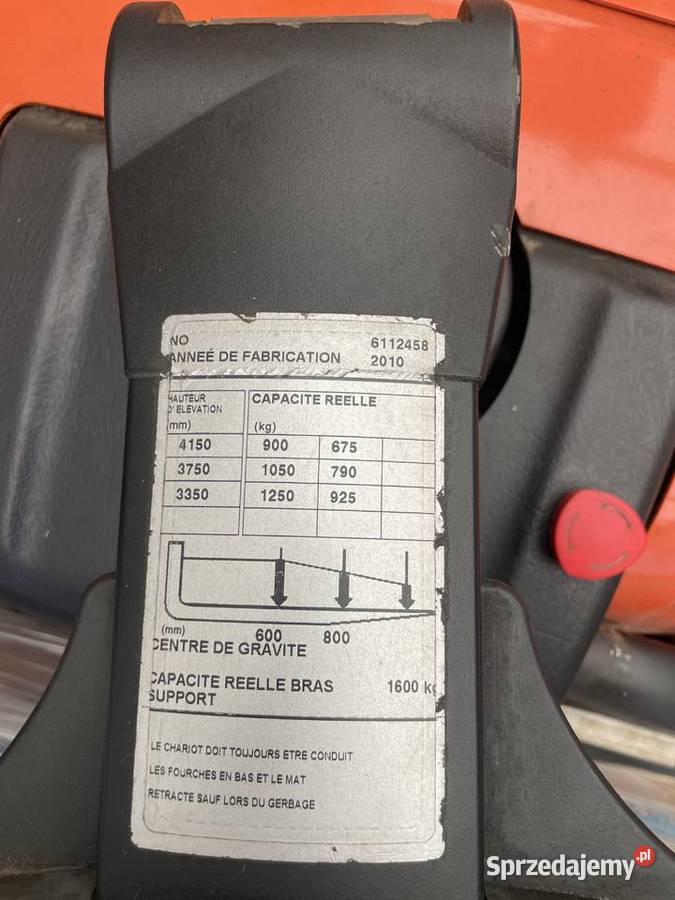 NO 6112458
ANNEÉ DE FABRICATION 2010
HAUTEUR
D'ELEVATION
(mm)
CAPACITE REELLE
(kg)
4150 900 675
3750 1050 790
3350 1250 925
(mm) 600 800
CENTRE DE GRAVITE
CAPACITE REELLE BRAS
SUPPORT
1600 kg
LE CHARIOT DOIT TOUJOURS ETRE CONDUIT
LES FOURCHES EN BAS ET LE MAT
RETRACTE SAUF LORS DU GERBAGE
Sprzedajemy.pl